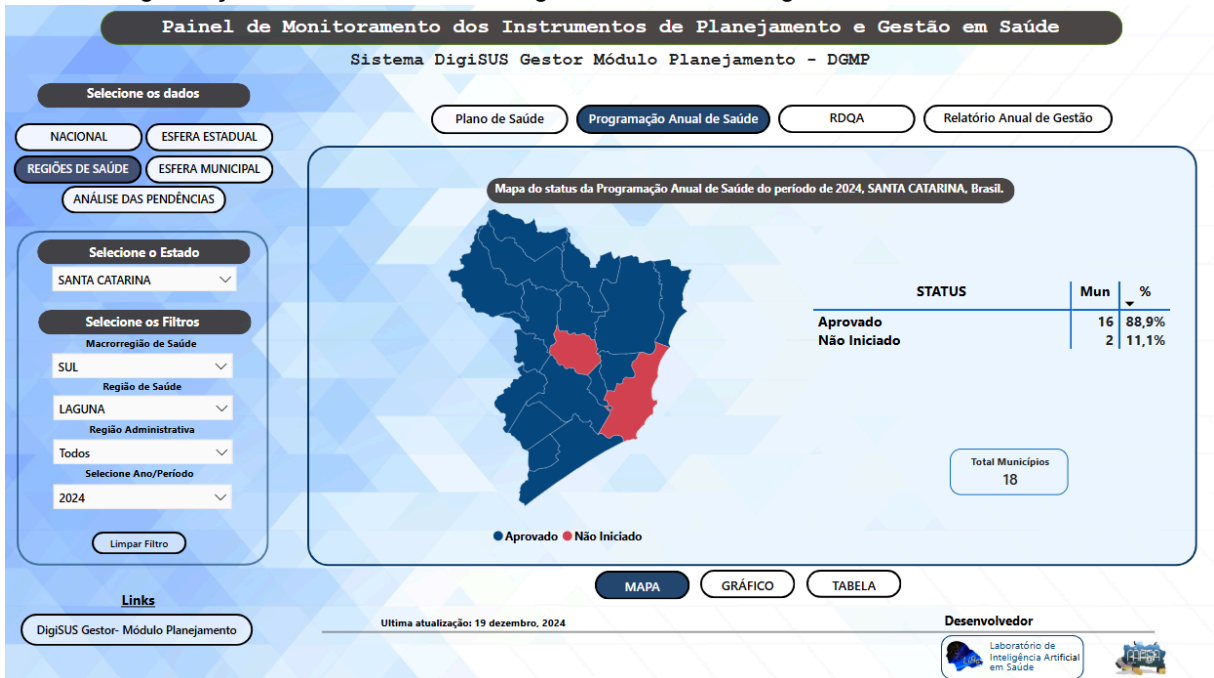 Painel de Monitoramento dos Instrumentos de Planejamento e Gestão em Saúde
Sistema DigiSUS Gestor Módulo Planejamento - DGMP
Selecione os dados
NACIONAL
ESFERA ESTADUAL
REGIÕES DE SAÚDE
ESFERA MUNICIPAL
ANÁLISE DAS PENDÊNCIAS
Selecione o Estado
SANTA CATARINA
Selecione os Filtros
Macrorregião de Saúde
SUL
Região de Saúde
LAGUNA
Região Administrativa
Todos
Selecione Ano/Período
2024
Limpar Filtro
Links
DigiSUS Gestor- Módulo Planejamento
Plano de Saúde
Programação Anual de Saúde
RDQA
Relatório Anual de Gestão
Mapa do status da Programação Anual de Saúde do período de 2024, SANTA CATARINA, Brasil.
STATUS Mun %
Aprovado 16 88,9%
Não Iniciado 2 11,1%
Total Municípios
18
Aprovado Não Iniciado
MAPA
GRÁFICO
TABELA
Ultima atualização: 19 dezembro, 2024
Desenvolvedor
Laboratório de
Inteligência Artificial
em Saúde